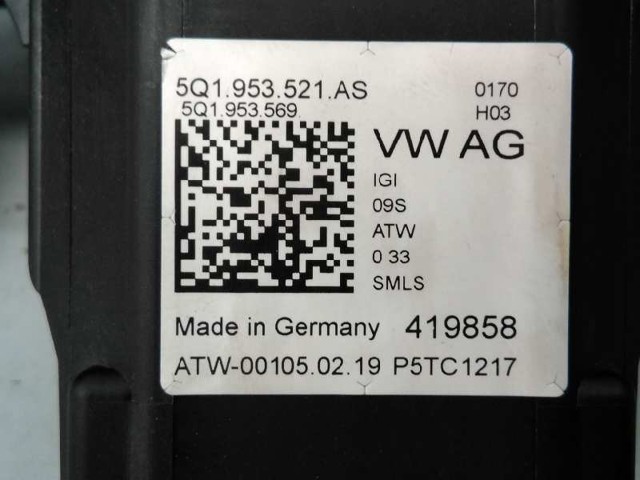 5Q1.953.521.AS 0170
5Q1.953.569 H03
VW AG
IGI
09S
ATW
0 33
SMLS
Made in Germany 419858
ATW-00105.02.19 P5TC1217